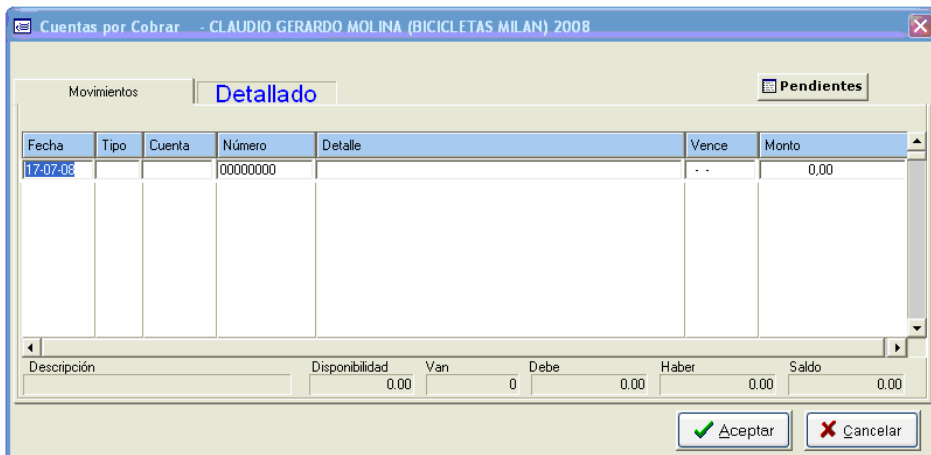 Cuentas por Cobrar - CLAUDIO GERARDO MOLINA (BICICLETAS MILAN) 2008
Movimientos Detallado Pendientes
Fecha Tipo Cuenta Número Detalle Vence Monto
17-07-08 00000000 - - 0,00
Descripción Disponibilidad Van Debe Haber Saldo
0.00 0 0.00 0.00 0.00
Aceptar Cancelar